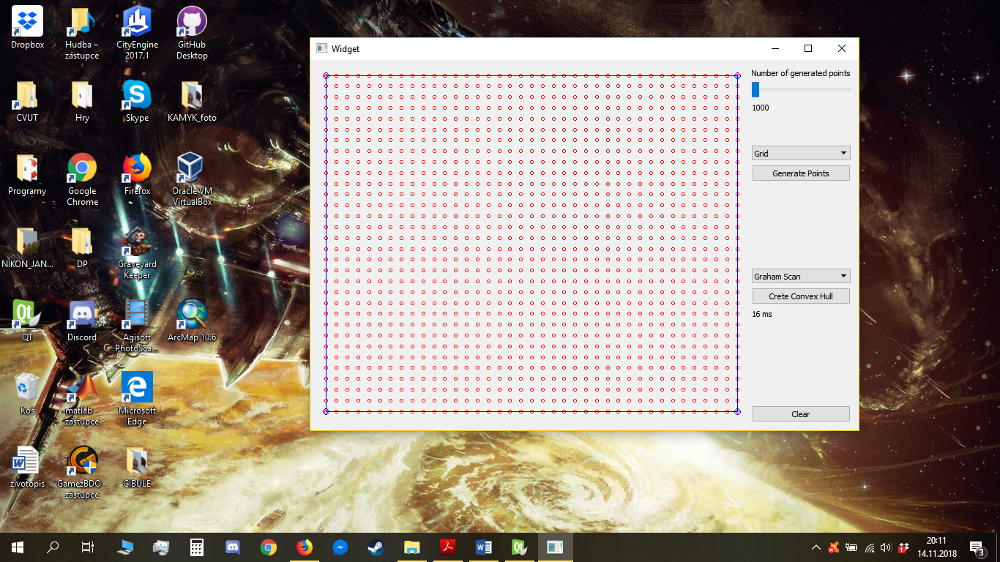 Dropbox
Hudba –
zástupce
CityEngine
2017.1
GitHub
Desktop
CVUT
Hry
Skype
KAMYK_foto
Programy
Google
Chrome
Firefox
Oracle VM
VirtualBox
NIKON_JAN...
DP
Graveyard
Keeper
QT
Discord
Agisoft
PhotoSca...
ArcMap 10.6
Koš
matlab –
zástupce
Microsoft
Edge
zivotopis
GamezBDO –
zástupce
CIBULE
Widget
Number of generated points
1000
Grid
Generate Points
Graham Scan
Crete Convex Hull
16 ms
Clear
20:11
14.11.2018
3